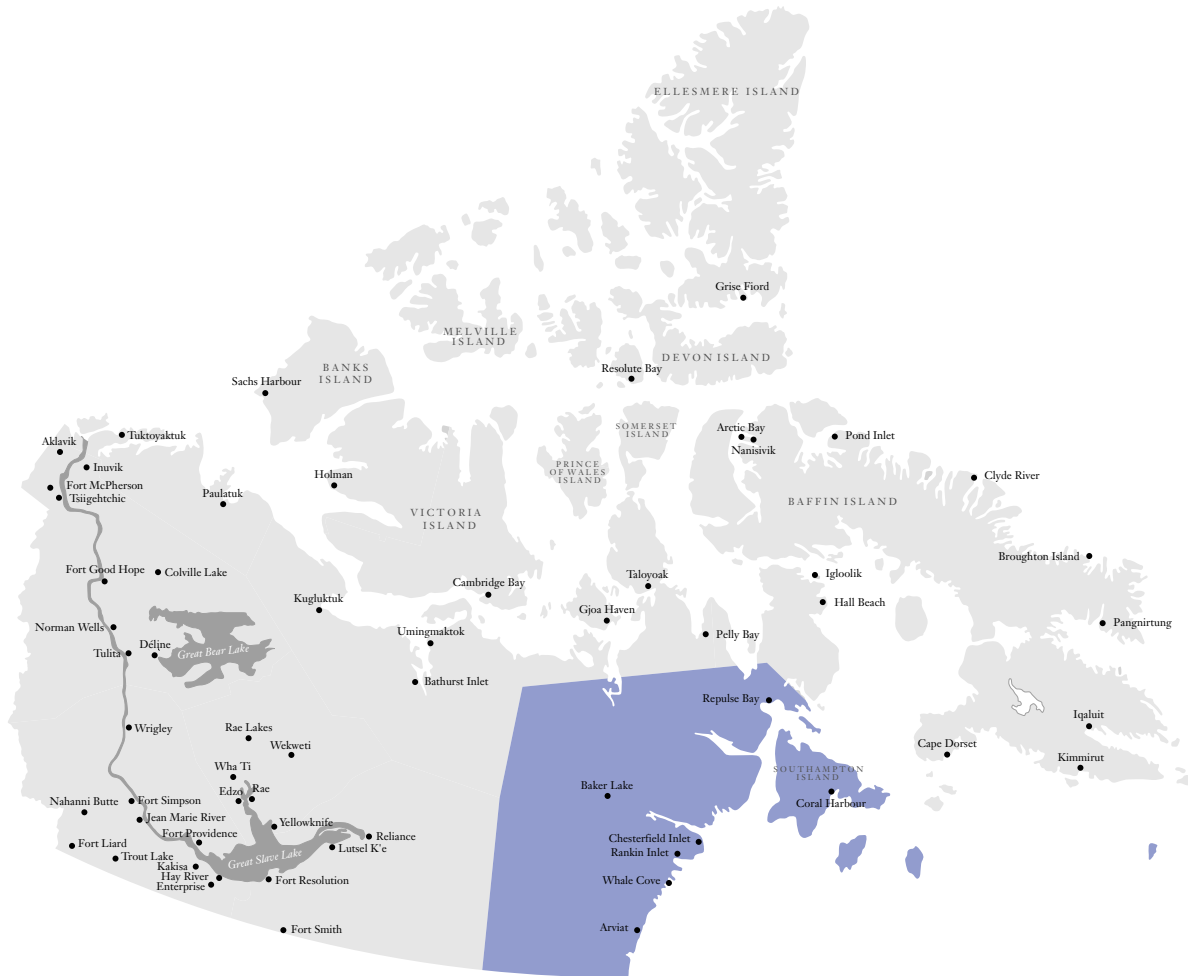 ELLESMERE ISLAND
Grise Fiord
MELVILLE
ISLAND
DEVON ISLAND
Resolute Bay
BANKS
ISLAND
Sachs Harbour
SOMERSET
ISLAND
Arctic Bay
Nanisivik
Pond Inlet
Tuktoyaktuk
Aklavik
Inuvik
Fort McPherson
Tsiigehtchic
Paulatuk
Holman
PRINCE
OF WALES
ISLAND
Clyde River
BAFFIN ISLAND
VICTORIA
ISLAND
Broughton Island
Fort Good Hope
Colville Lake
Cambridge Bay
Taloyoak
Igloolik
Kugluktuk
Gjoa Haven
Hall Beach
Norman Wells
Umingmaktok
Pelly Bay
Pangnirtung
Tulita
Déline
Great Bear Lake
Bathurst Inlet
Repulse Bay
Wrigley
Rae Lakes
Wekweti
Iqaluit
Cape Dorset
Kimmirut
Wha Ti
SOUTHAMPTON
ISLAND
Edzo
Rae
Baker Lake
Coral Harbour
Nahanni Butte
Fort Simpson
Jean Marie River
Yellowknife
Fort Providence
Reliance
Chesterfield Inlet
Fort Liard
Lutsel K'e
Rankin Inlet
Trout Lake
Great Slave Lake
Kakisa
Hay River
Enterprise
Fort Resolution
Whale Cove
Fort Smith
Arviat